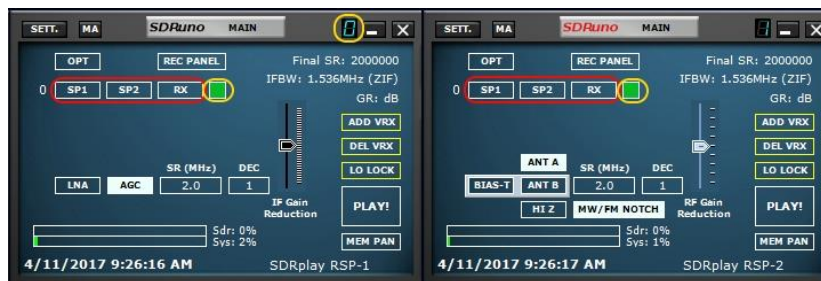 SETT. MA SDRuno MAIN 0
OPT REC PANEL Final SR: 2000000
IFBW: 1.536MHz (ZIF)
0 SP1 SP2 RX
GR: dB
ADD VRX
DEL VRX
LO LOCK
SR (MHz) DEC
LNA AGC 2.0 1
IF Gain
Reduction
PLAY!
Sdr: 0%
Sys: 2%
MEM PAN
4/11/2017 9:26:16 AM SDRplay RSP-1
SETT. MA SDRuno MAIN 1
OPT REC PANEL Final SR: 2000000
IFBW: 1.536MHz (ZIF)
0 SP1 SP2 RX
GR: dB
ADD VRX
DEL VRX
LO LOCK
ANT A
SR (MHz) DEC
BIAS-T ANT B 2.0 1
HI Z MW/FM NOTCH
RF Gain
Reduction
PLAY!
Sdr: 0%
Sys: 1%
MEM PAN
4/11/2017 9:26:17 AM SDRplay RSP-2